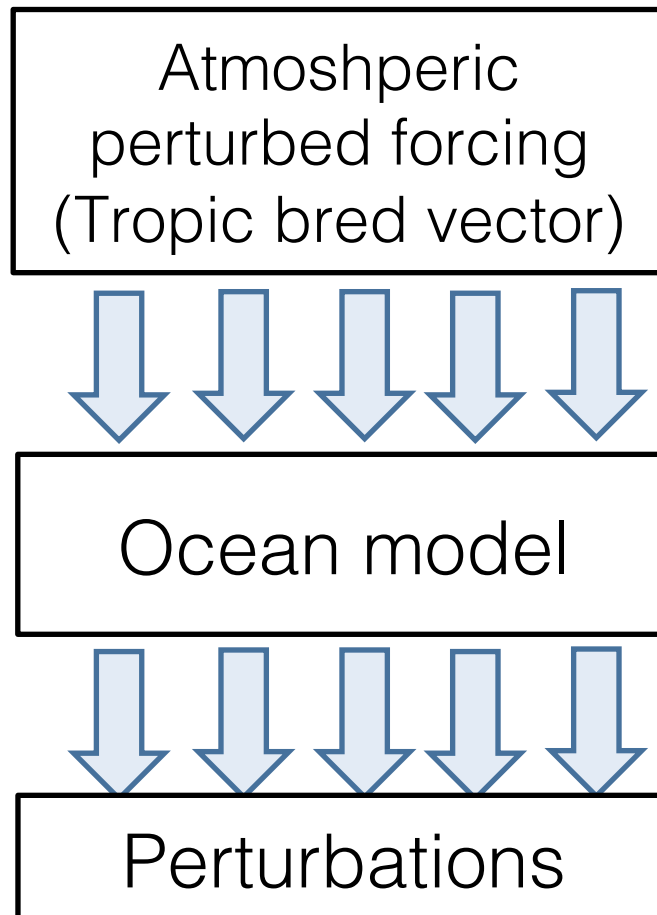 Atmoshperic
perturbed forcing
(Tropic bred vector)
Ocean model
Perturbations